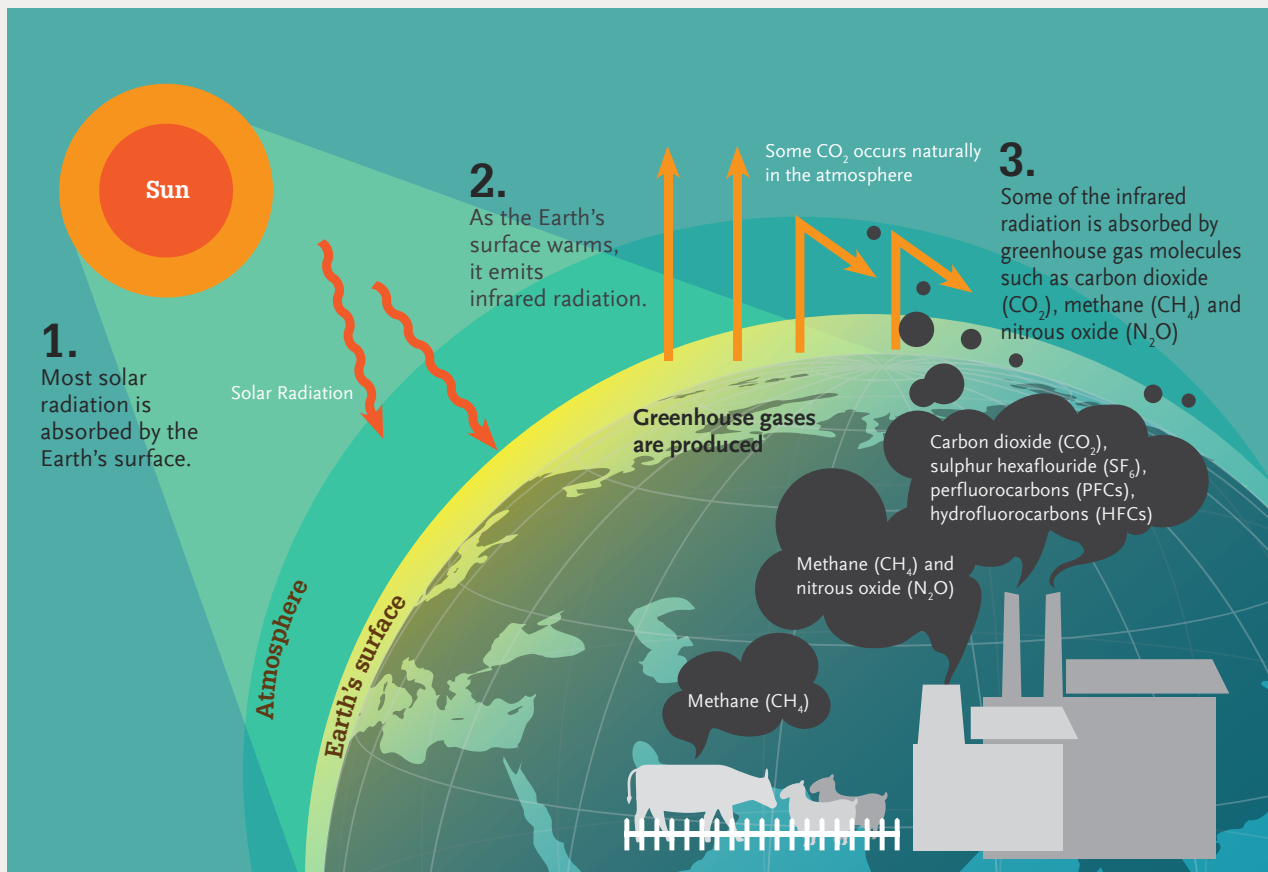 Sun
1.
Most solar
radiation is
absorbed by the
Earth's surface.
Solar Radiation
2.
As the Earth's
surface warms,
it emits
infrared radiation.
Some CO₂ occurs naturally
in the atmosphere
3.
Some of the infrared
radiation is absorbed by
greenhouse gas molecules
such as carbon dioxide
(CO₂), methane (CH₄) and
nitrous oxide (N₂O)
Atmosphere
Earth's surface
Greenhouse gases
are produced
Carbon dioxide (CO₂),
sulphur hexaflouride (SF₆),
perfluorocarbons (PFCs),
hydrofluorocarbons (HFCs)
Methane (CH₄) and
nitrous oxide (N₂O)
Methane (CH₄)